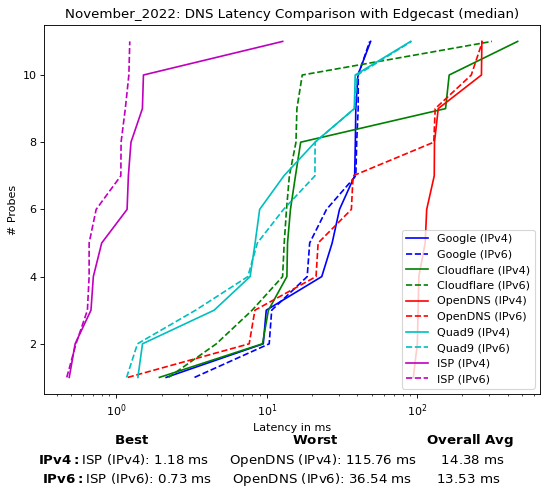 November_2022: DNS Latency Comparison with Edgecast (median)
# Probes
10
8
6
4
2
Google (IPv4)
Google (IPv6)
Cloudflare (IPv4)
Cloudflare (IPv6)
OpenDNS (IPv4)
OpenDNS (IPv6)
Quad9 (IPv4)
Quad9 (IPv6)
ISP (IPv4)
ISP (IPv6)
10⁰ 10¹ 10²
Latency in ms
Best Worst Overall Avg
IPv4: ISP (IPv4): 1.18 ms OpenDNS (IPv4): 115.76 ms 14.38 ms
IPv6: ISP (IPv6): 0.73 ms OpenDNS (IPv6): 36.54 ms 13.53 ms